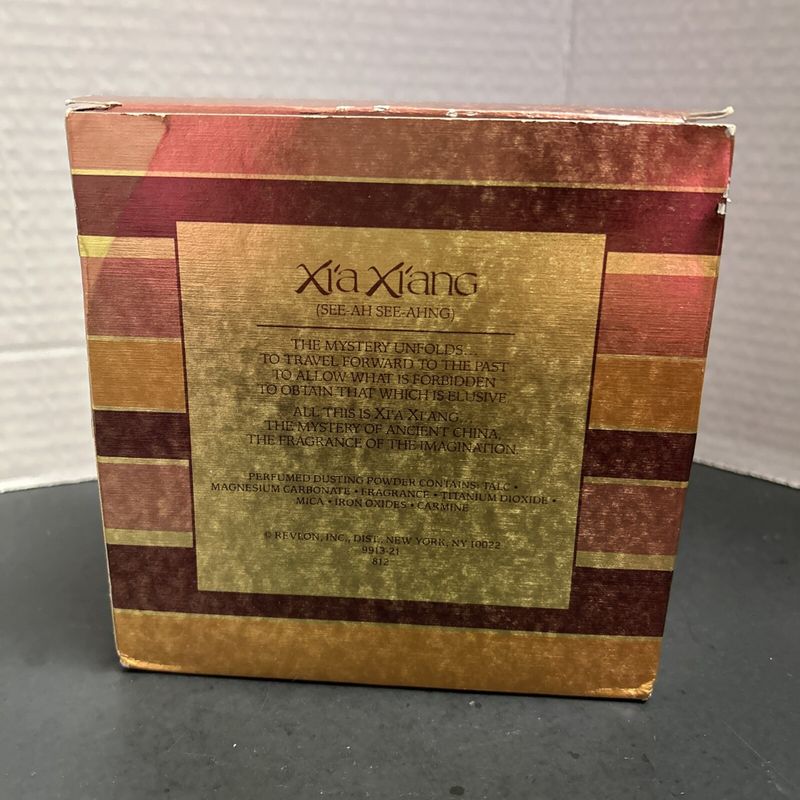 Xi'a Xi'ang
(SEE-AH SEE-AHNG)
THE MYSTERY UNFOLDS...
TO TRAVEL FORWARD TO THE PAST
TO ALLOW WHAT IS FORBIDDEN
TO OBTAIN THAT WHICH IS ELUSIVE.
ALL THIS IS XI'A XI'ANG...
THE MYSTERY OF ANCIENT CHINA,
THE FRAGRANCE OF THE IMAGINATION.
PERFUMED DUSTING POWDER CONTAINS: TALC •
MAGNESIUM CARBONATE • FRAGRANCE • TITANIUM DIOXIDE •
MICA • IRON OXIDES • CARMINE
© REVLON, INC., DIST., NEW YORK, NY 10022
9913-21
812